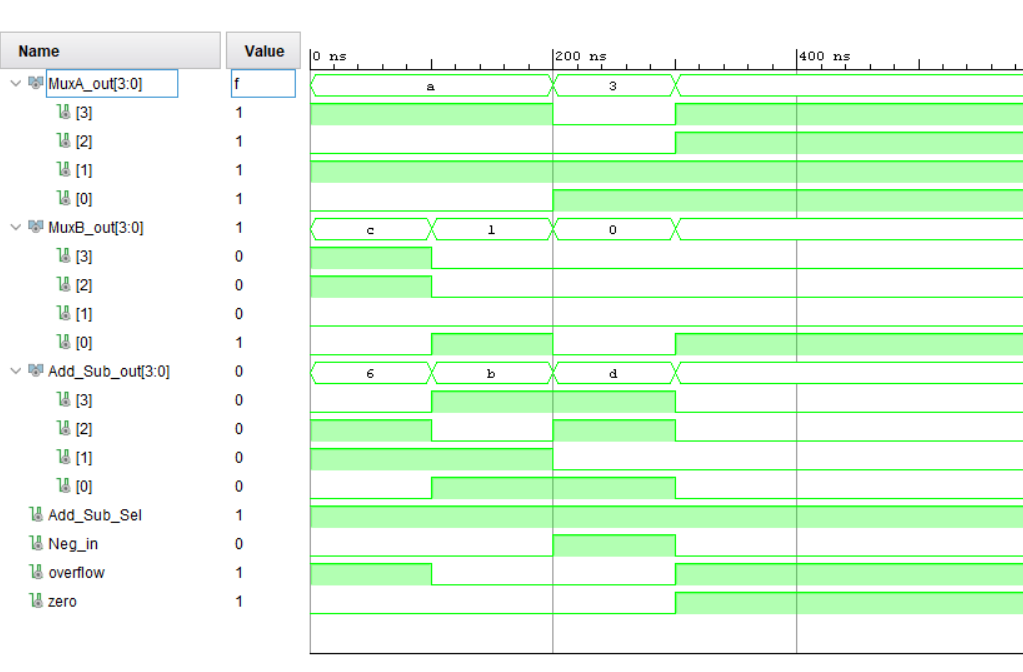 Name Value 0 ns 200 ns 400 ns
MuxA_out[3:0] f a 3
[3] 1
[2] 1
[1] 1
[0] 1
MuxB_out[3:0] 1 c 1 0
[3] 0
[2] 0
[1] 0
[0] 1
Add_Sub_out[3:0] 0 6 b d
[3] 0
[2] 0
[1] 0
[0] 0
Add_Sub_Sel 1
Neg_in 0
overflow 1
zero 1